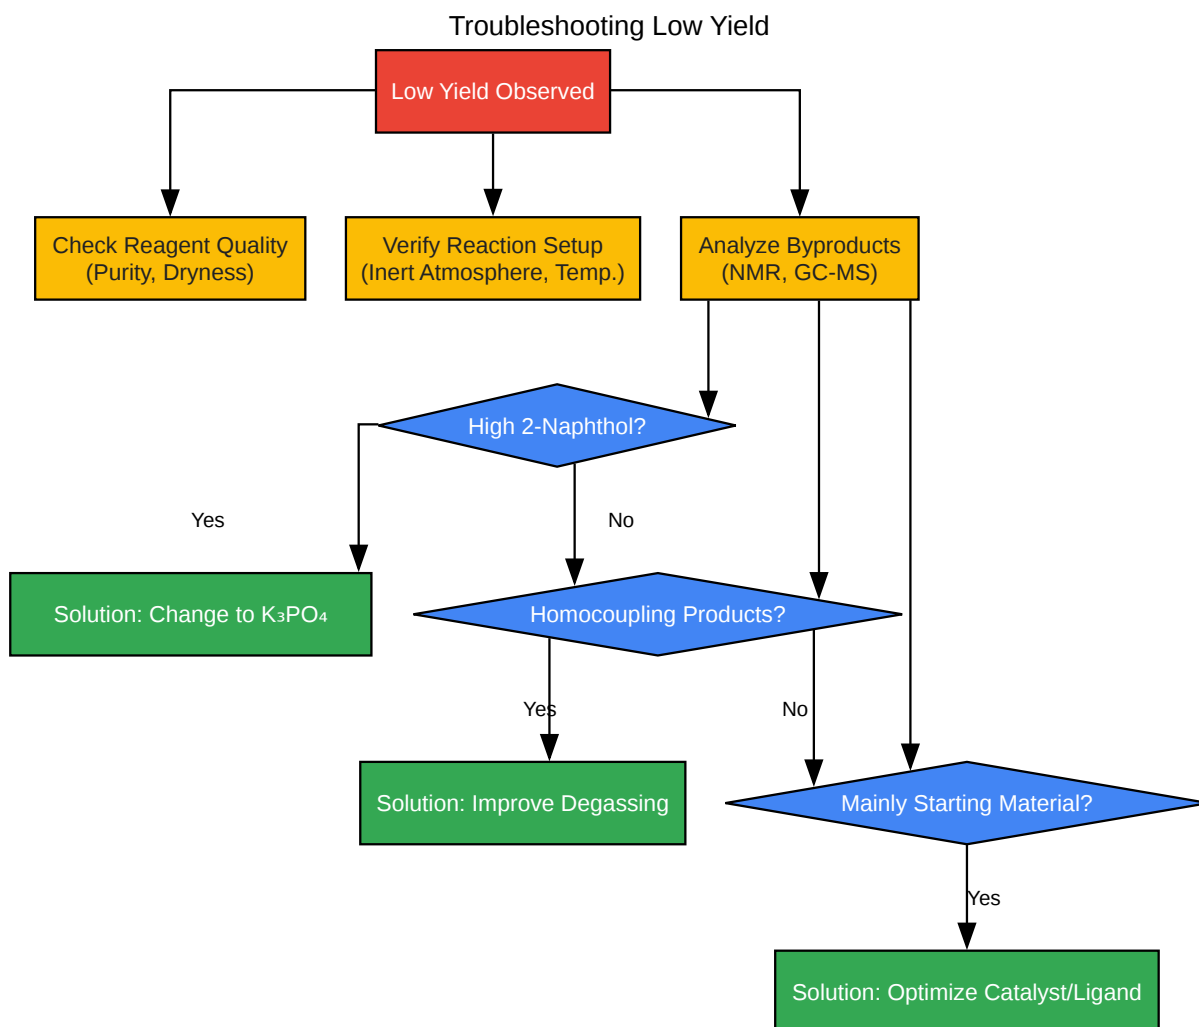 Troubleshooting Low Yield
Low Yield Observed
Check Reagent Quality
(Purity, Dryness)
Verify Reaction Setup
(Inert Atmosphere, Temp.)
Analyze Byproducts
(NMR, GC-MS)
High 2-Naphthol?
Yes
No
Solution: Change to K₃PO₄
Homocoupling Products?
Yes
No
Solution: Improve Degassing
Mainly Starting Material?
Yes
Solution: Optimize Catalyst/Ligand